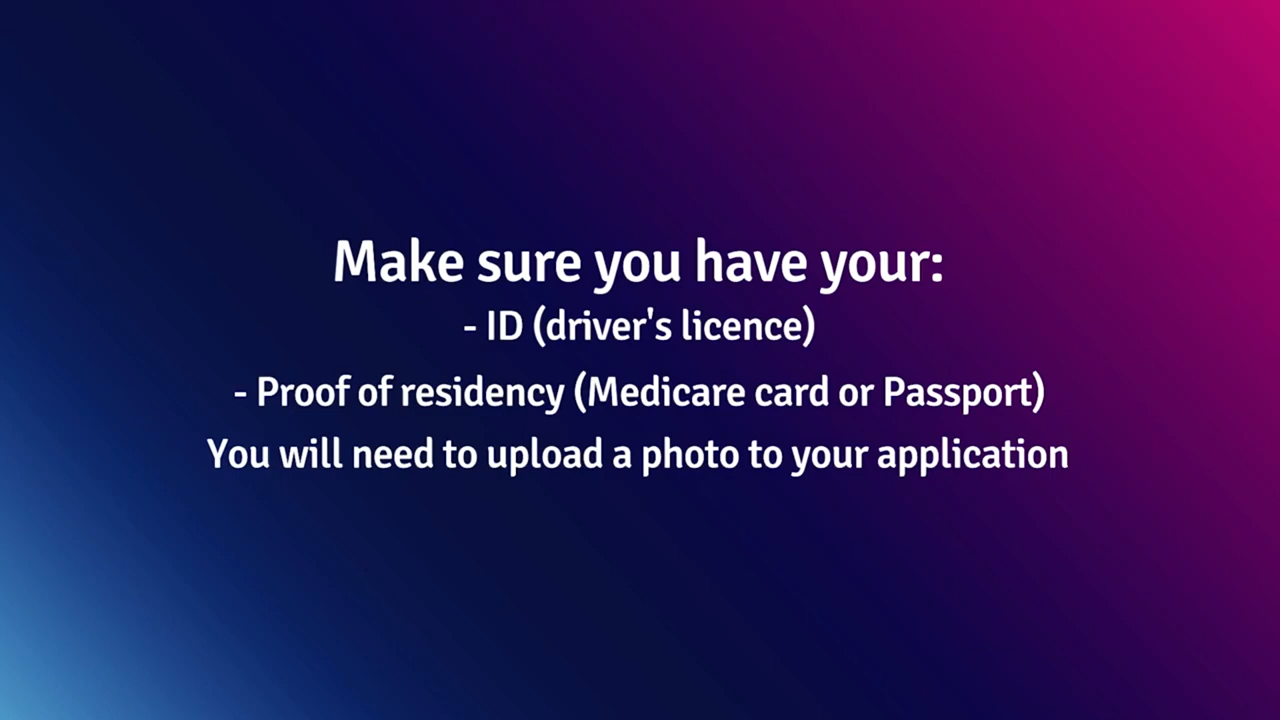 Make sure you have your:
- ID (driver's licence)
- Proof of residency (Medicare card or Passport)
You will need to upload a photo to your application